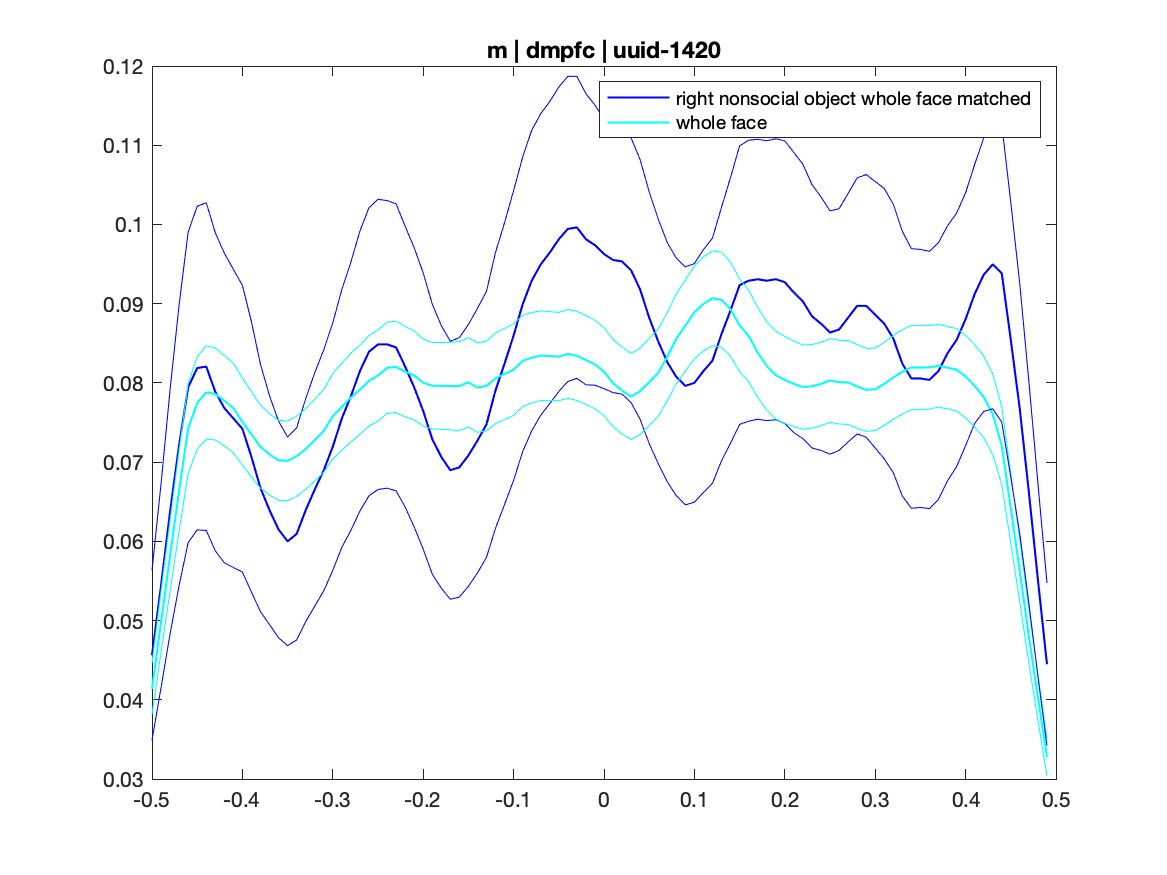 m | dmpfc | uuid-1420
0.12
0.11
0.1
0.09
0.08
0.07
0.06
0.05
0.04
0.03
right nonsocial object whole face matched
whole face
-0.5 -0.4 -0.3 -0.2 -0.1 0 0.1 0.2 0.3 0.4 0.5